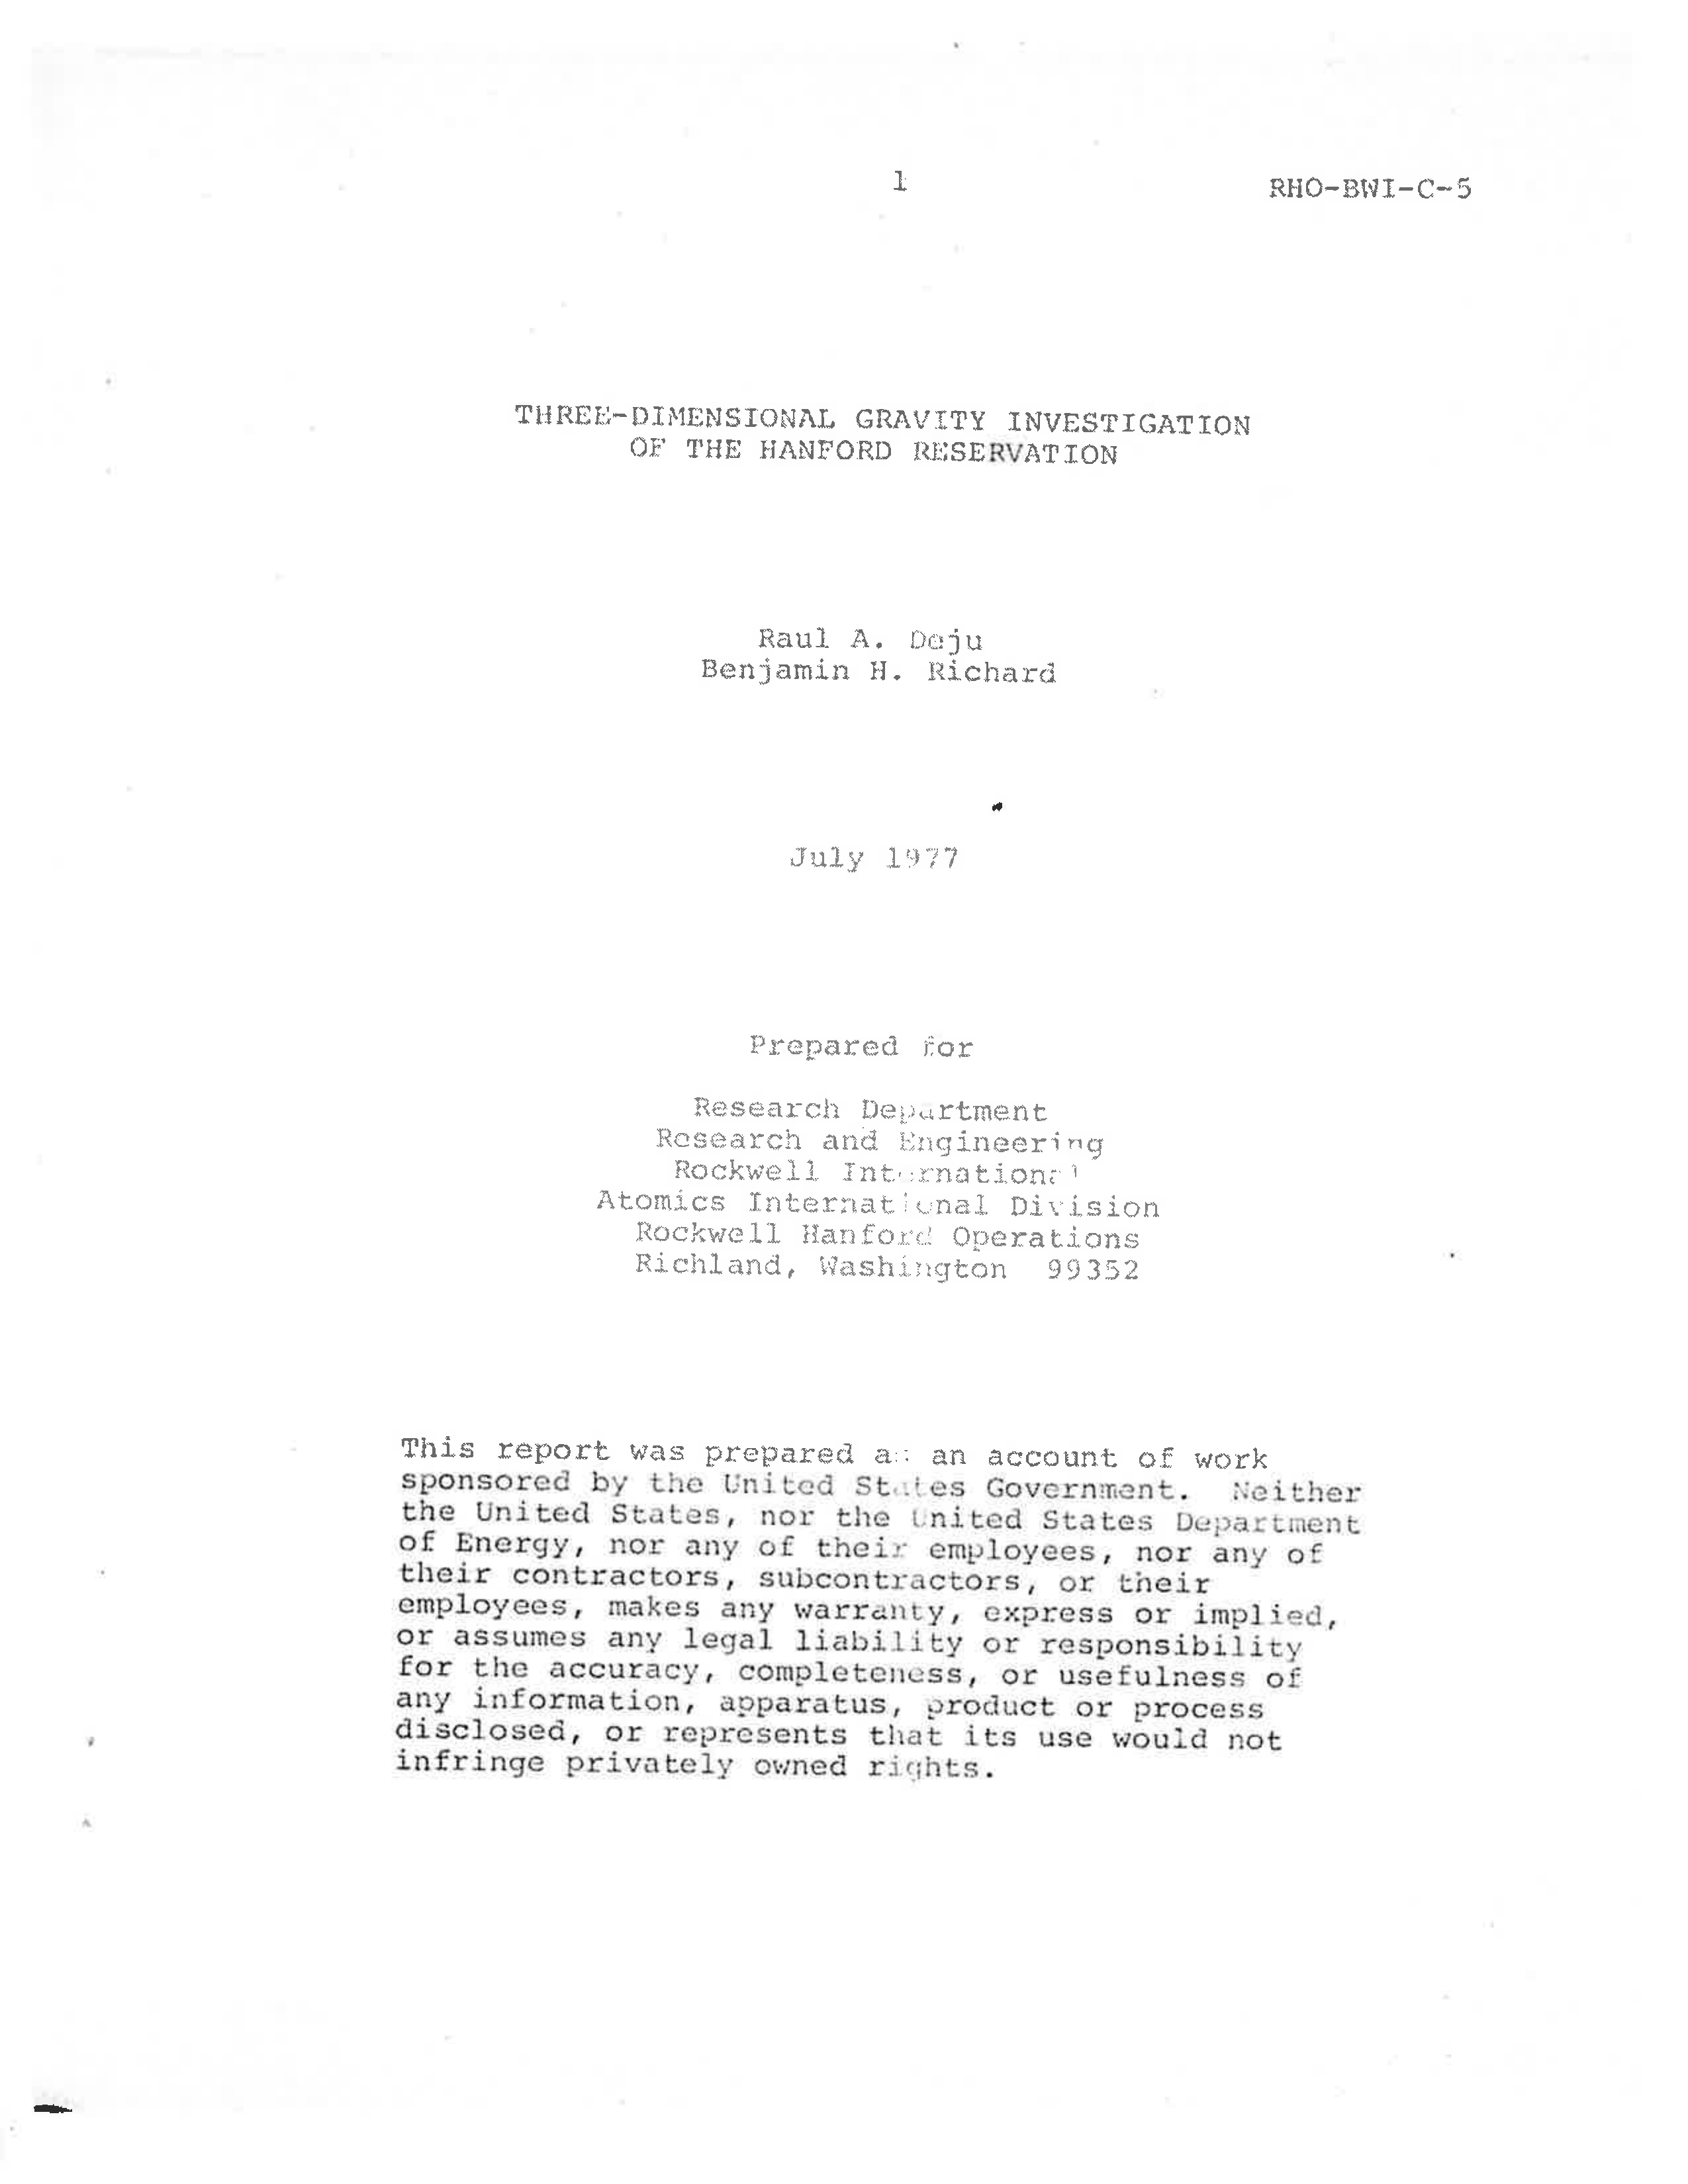 1
RHO-BWI-C-5
THREE-DIMENSIONAL GRAVITY INVESTIGATION
OF THE HANFORD RESERVATION
Raul A. Deju
Benjamin H. Richard
July 1977
Prepared for
Research Department
Research and Engineering
Rockwell International
Atomics International Division
Rockwell Hanford Operations
Richland, Washington 99352
This report was prepared as an account of work
sponsored by the United States Government. Neither
the United States, nor the United States Department
of Energy, nor any of their employees, nor any of
their contractors, subcontractors, or their
employees, makes any warranty, express or implied,
or assumes any legal liability or responsibility
for the accuracy, completeness, or usefulness of
any information, apparatus, product or process
disclosed, or represents that its use would not
infringe privately owned rights.